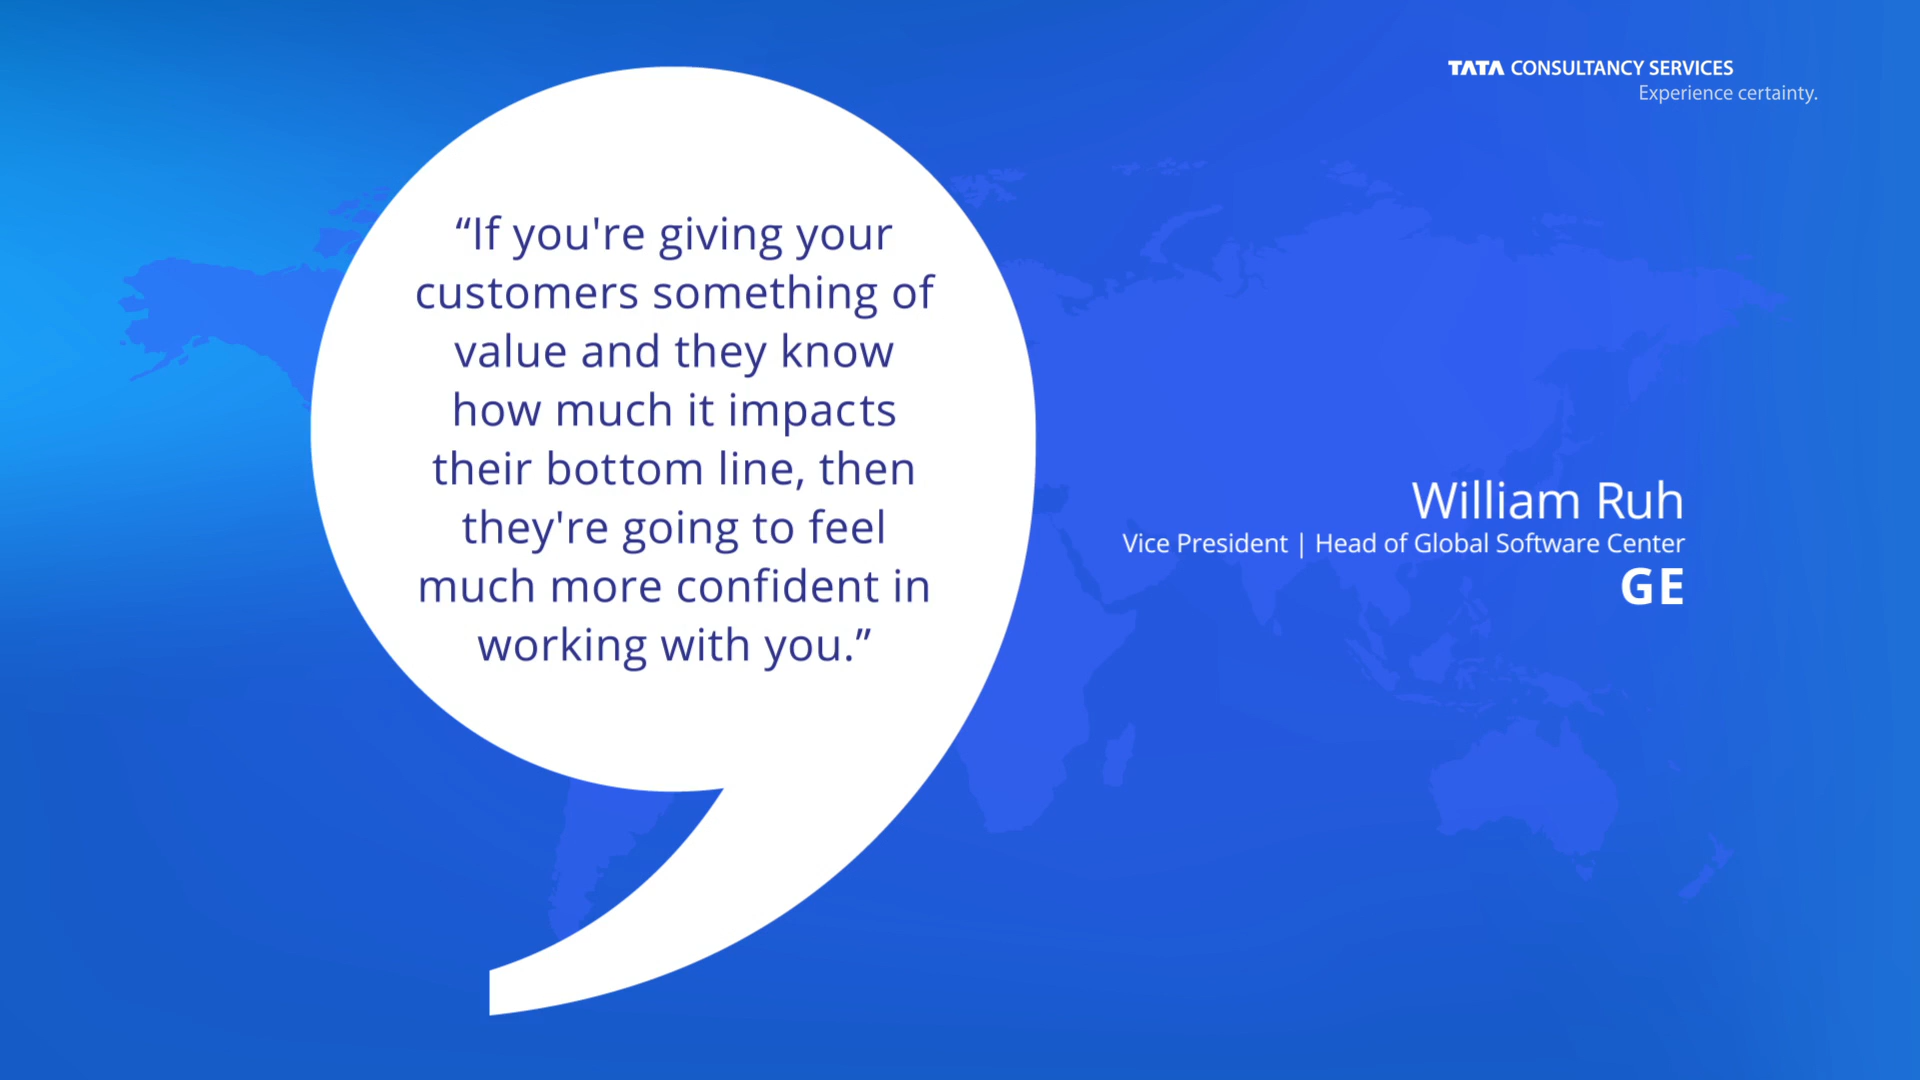 TATA CONSULTANCY SERVICES
Experience certainty.
“If you're giving your
customers something of
value and they know
how much it impacts
their bottom line, then
they're going to feel
much more confident in
working with you.”
William Ruh
Vice President | Head of Global Software Center
GE